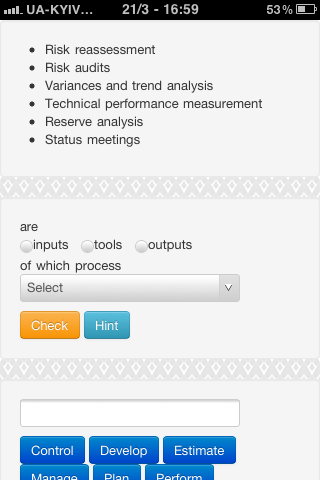 UA-KYIV... 21/3 - 16:59 53%
• Risk reassessment
• Risk audits
• Variances and trend analysis
• Technical performance measurement
• Reserve analysis
• Status meetings
are
inputs tools outputs
of which process
Select
Check Hint
Control Develop Estimate
Manage Plan Perform